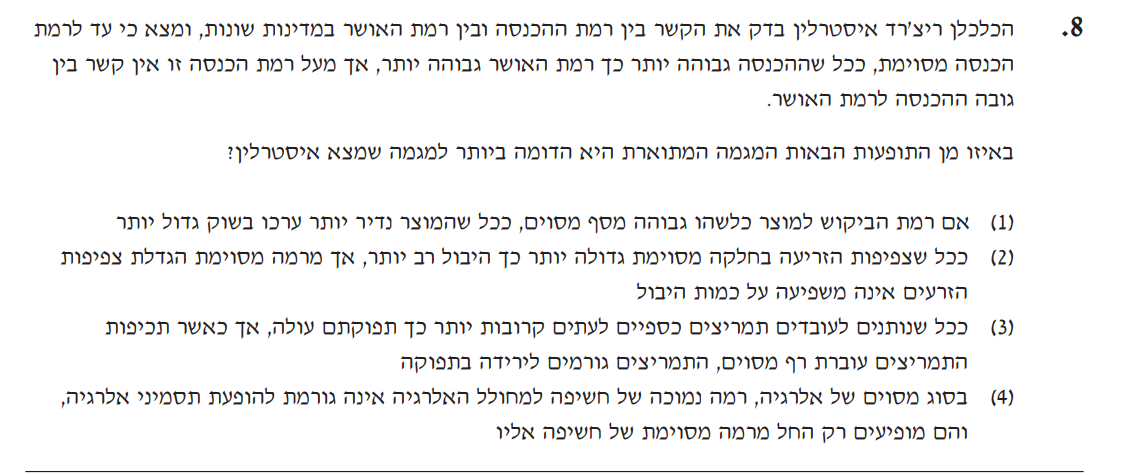 8. הכלכלן ריצ'רד איסטרלין בדק את הקשר בין רמת ההכנסה ובין רמת האושר במדינות שונות, ומצא כי עד לרמת
הכנסה מסוימת, ככל שההכנסה גבוהה יותר כך רמת האושר גבוהה יותר, אך מעל רמת הכנסה זו אין קשר בין
גובה ההכנסה לרמת האושר.
באיזו מן התופעות הבאות המגמה המתוארת היא הדומה ביותר למגמה שמצא איסטרלין?
(1) אם רמת הביקוש למוצר כלשהו גבוהה מסף מסוים, ככל שהמוצר נדיר יותר ערכו בשוק גדול יותר
(2) ככל שצפיפות הזריעה בחלקה מסוימת גדולה יותר כך היבול רב יותר, אך מרמה מסוימת הגדלת צפיפות
הזרעים אינה משפיעה על כמות היבול
(3) ככל שנותנים לעובדים תמריצים כספיים לעתים קרובות יותר כך תפוקתם עולה, אך כאשר תכיפות
התמריצים עוברת רף מסוים, התמריצים גורמים לירידה בתפוקה
(4) בסוג מסוים של אלרגיה, רמה נמוכה של חשיפה למחולל האלרגיה אינה גורמת להופעת תסמיני אלרגיה,
והם מופיעים רק החל מרמה מסוימת של חשיפה אליו